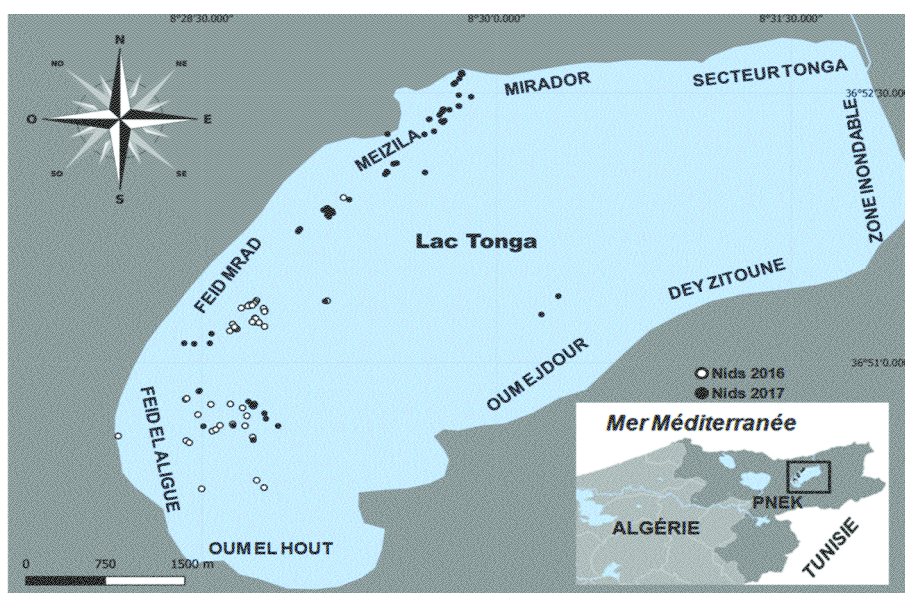 8°28'30.000" 8°30'0.000" 8°31'30.000"
N
NO NE
O E
SO SE
S
MIRADOR
SECTEUR TONGA
36°52'30.000"
MEIZILA
ZONE INONDABLE
Lac Tonga
FEID MRAD
DEY ZITOUNE
36°51'0.000"
OUM EJDOUR
Nids 2016
Nids 2017
FEID EL ALIGUE
Mer Méditerranée
PNEK
ALGÉRIE
TUNISIE
OUM EL HOUT
0 750 1500 m